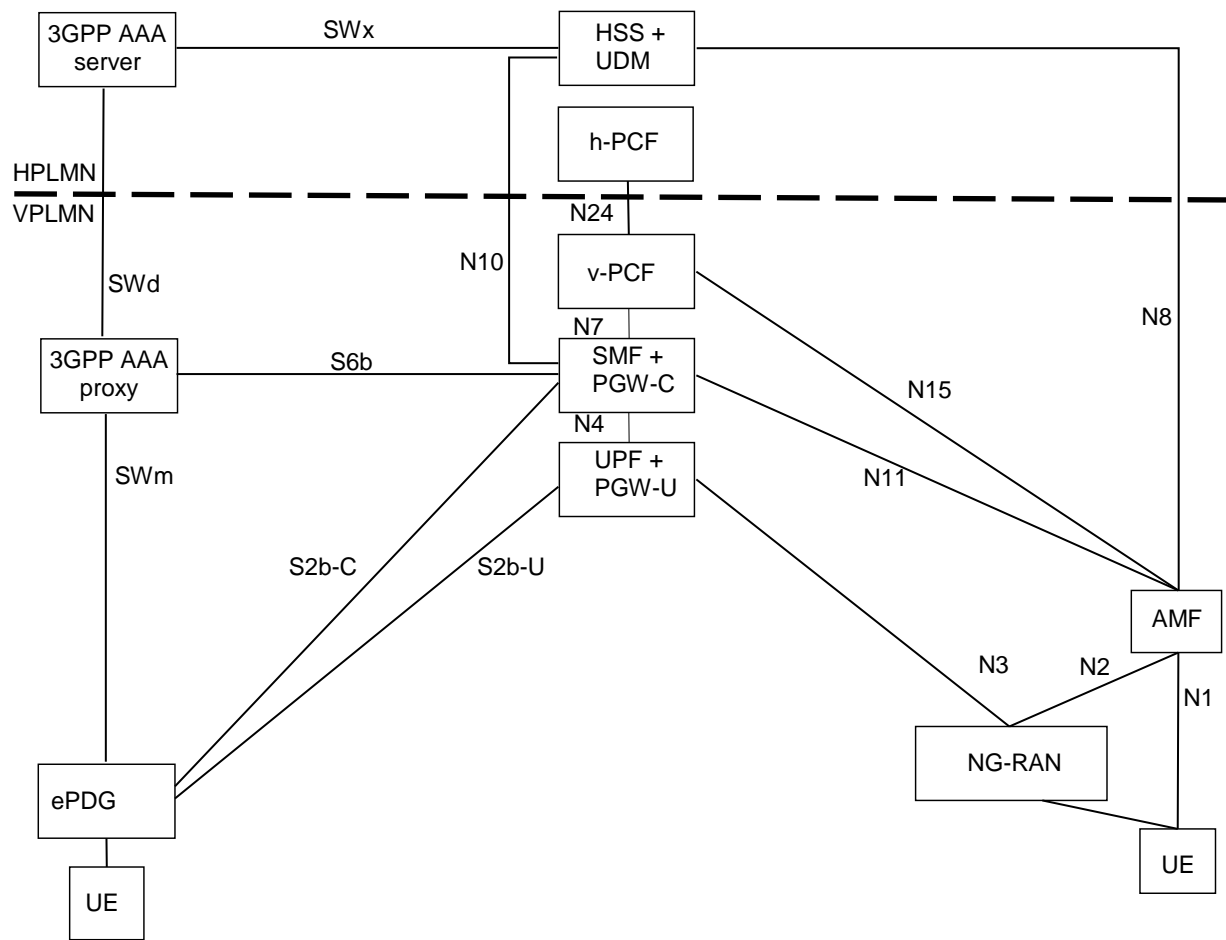 3GPP AAA
server
SWx
HSS +
UDM
h-PCF
HPLMN
VPLMN
N24
N10
v-PCF
SWd
N8
N7
3GPP AAA
proxy
S6b
SMF +
PGW-C
N15
N4
SWm
UPF +
PGW-U
N11
S2b-C
S2b-U
AMF
N3
N2
N1
NG-RAN
ePDG
UE
UE